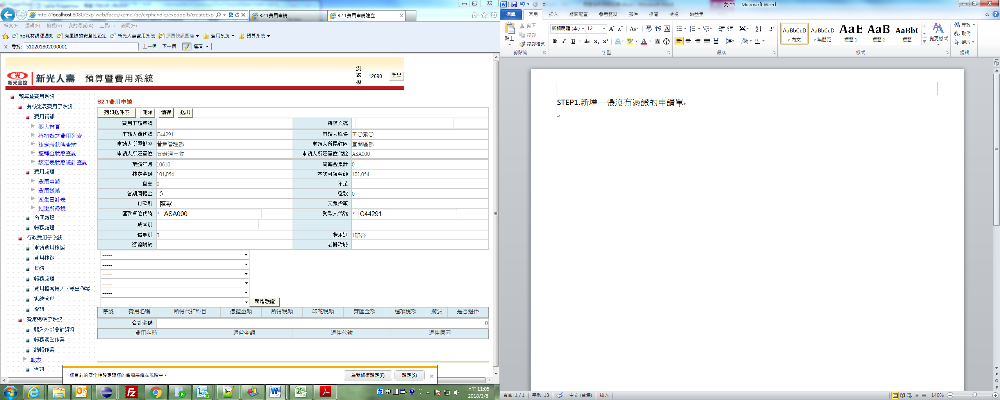 http://localhost:8080/exp_web/faces/kernel/ae/exphandle/expapplb/createExp
B2.1費用申請
B2.1費用申請建立
檔案(F) 編輯(E) 檢視(V) 我的最愛(A) 工具(T) 說明(H)
hp耗材調漲通知 有風險的安全性設定 新光人壽費用系統 網頁快訊圖庫 費用系統 預算系統
尋找: 510201802090001 上一個 下一個 選項
新光金控 新光人壽 預算暨費用系統 測試機 12690 登出
預算暨費用系統
有核定表費用子系統
費用資訊
個人首頁
待初審之費用列表
核定表狀態查詢
週轉金狀態查詢
核定表狀態統計查詢
費用處理
費用申請
費用送結
產生日計表
扣繳所得稅
名冊處理
帳務處理
行政費用子系統
申請費用核銷
費用核銷
日結
帳務處理
費用檔案轉入、轉出作業
系統管理
查詢
費用總帳子系統
轉入外部會計資料
帳務調整作業
結帳作業
報表
查詢
B2.1費用申請
列印送件表 刪除 儲存 送出
費用申請單號 特簽文號
申請人員代號 C44291 申請人姓名 王○素○
申請人所屬部室 營業管理部 申請人所屬駐區 宜蘭區部
申請人所屬單位 宜泰通一收 申請人所屬單位代號 ASA000
業績年月 10610 周轉金累計 0
核定金額 101,054 本次可領金額 101,054
實支 0 不足
當期周轉金 0 還款 0
付款別 匯款 支票抬頭
匯款單位代號 * ASA000 受款人代號 * C44291
成本別
借貸別 3 費用別 1辦公
憑證附於 名冊附於
-----
-----
-----
-----
-----
----- 新增憑證
序號 費用名稱 所得代扣科目 憑證金額 所得稅額 印花稅額 實匯金額 進項稅額 摘要 是否退件
合計金額 0
費用名稱 退件金額 退件代號 退件原因
您目前的安全性設定讓您的電腦暴露在風險中。 為我修復設定(F) 設定(S)
中
上午 11:05
2018/3/8
文件1 - Microsoft Word
檔案 常用 插入 版面配置 參考資料 郵件 校閱 檢視 增益集
貼上 剪下
複製
複製格式
剪貼簿
新細明體 (本文 12
字型
段落
AaBbCcD AaBbCcD AaBb AaB AaBbC
內文 無間距 標題 1 標題 2 標題
變更樣式
樣式
尋找
取代
選取
編輯
STEP1.新增一張沒有憑證的申請單
頁面: 1 / 1 字數: 13 中文 (台灣) 插入 140%